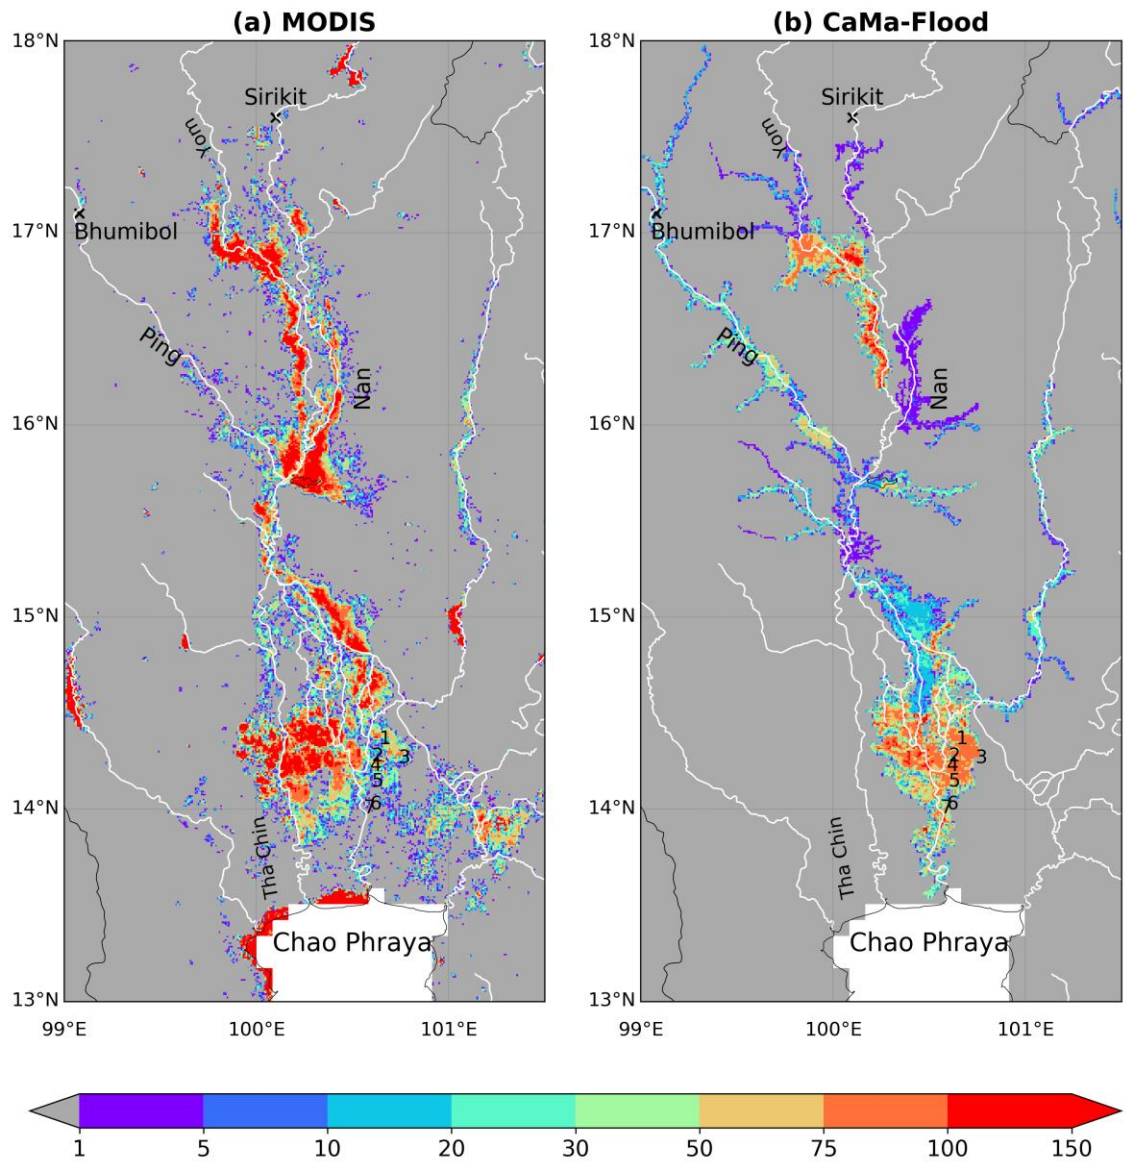 (a) MODIS
(b) CaMa-Flood
18°N
18°N
Sirikit
Sirikit
Yom
Yom
17°N
17°N
Bhumibol
Bhumibol
Ping
Ping
Nan
Nan
16°N
16°N
15°N
15°N
1
2
3
4
5
6
7
1
2
3
4
5
6
7
14°N
14°N
Tha Chin
Tha Chin
Chao Phraya
Chao Phraya
13°N
13°N
99°E 100°E 101°E
99°E 100°E 101°E
1 5 10 20 30 50 75 100 150